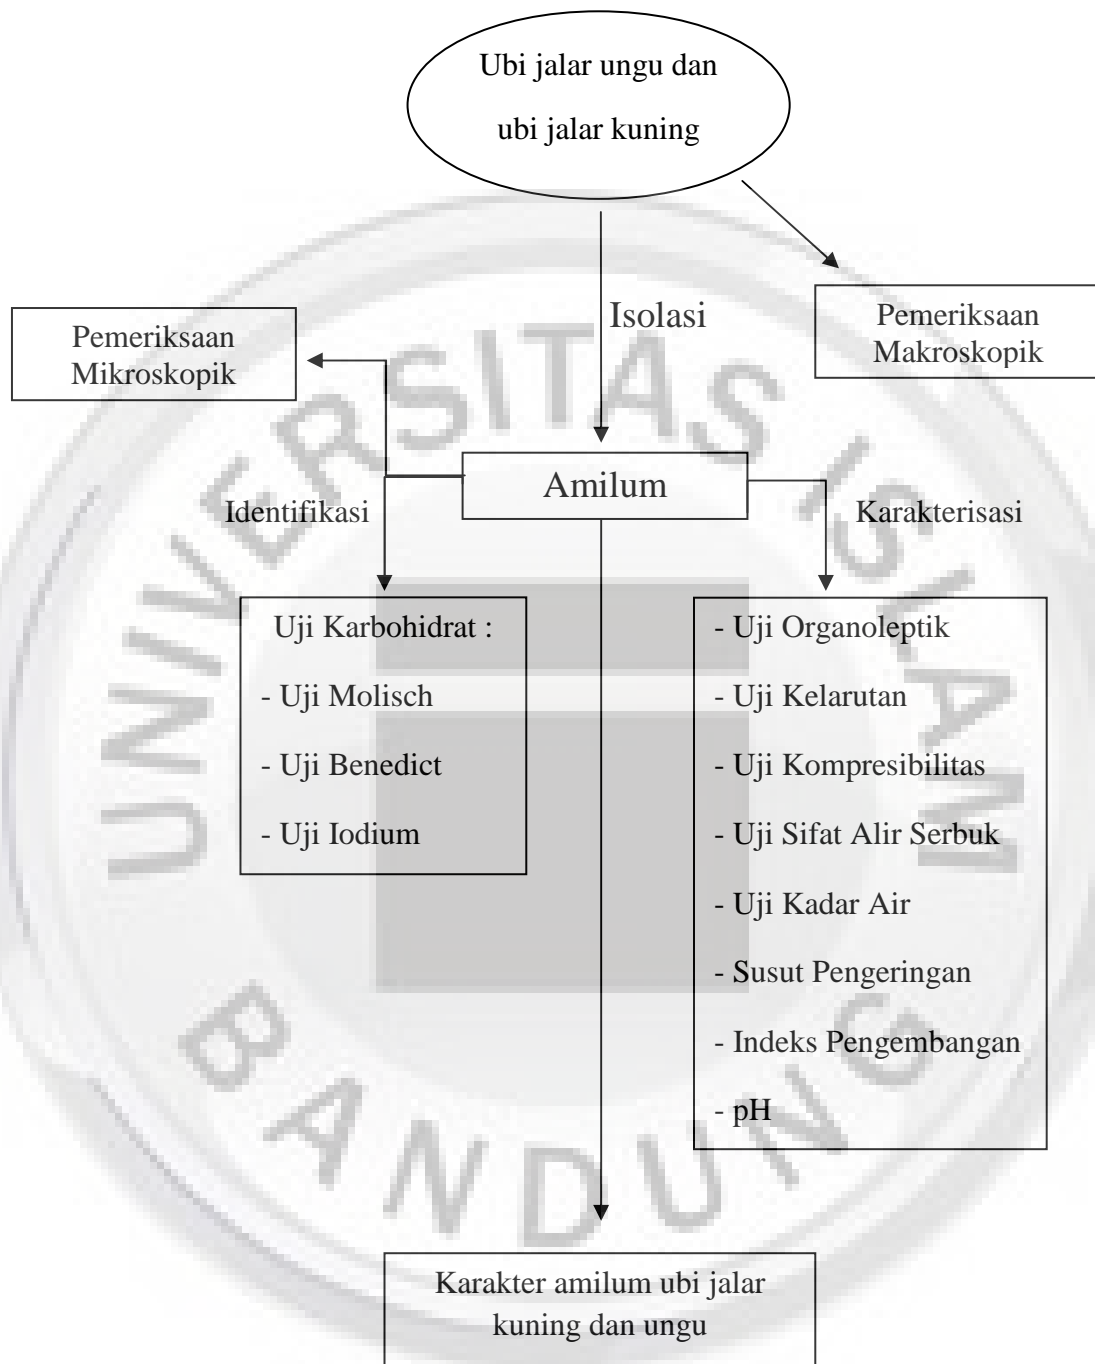 Ubi jalar ungu dan
ubi jalar kuning
Isolasi
Pemeriksaan
Makroskopik
Pemeriksaan
Mikroskopik
Amilum
Identifikasi
Karakterisasi
Uji Karbohidrat :
- Uji Molisch
- Uji Benedict
- Uji Iodium
- Uji Organoleptik
- Uji Kelarutan
- Uji Kompresibilitas
- Uji Sifat Alir Serbuk
- Uji Kadar Air
- Susut Pengeringan
- Indeks Pengembangan
- pH
Karakter amilum ubi jalar
kuning dan ungu
UNIVERSITAS ISLAM
BANDUNG